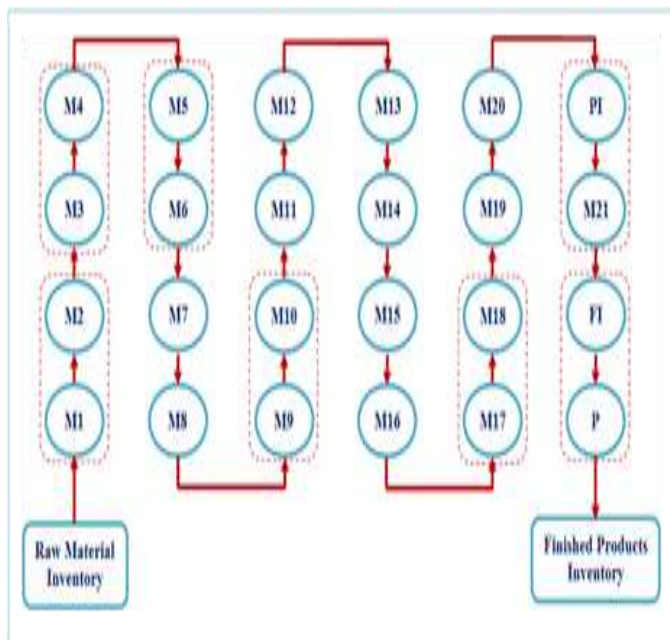 M4
M5
M12
M13
M20
PI
M3
M6
M11
M14
M19
M21
M2
M7
M10
M15
M18
FI
M1
M8
M9
M16
M17
P
Raw Material
Inventory
Finished Products
Inventory